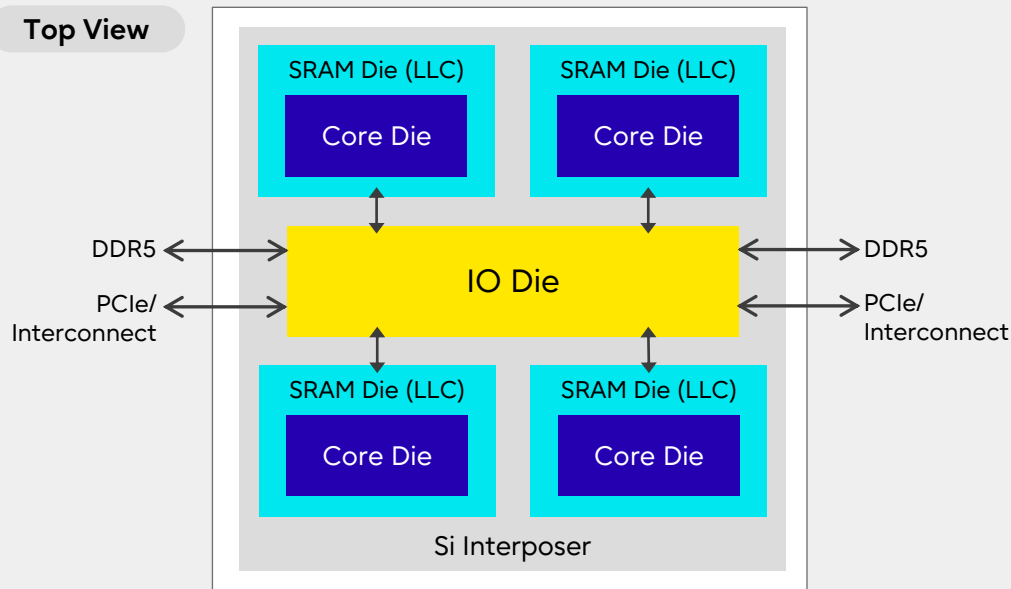 Top View
SRAM Die (LLC)
Core Die
SRAM Die (LLC)
Core Die
DDR5
PCIe/
Interconnect
IO Die
DDR5
PCIe/
Interconnect
SRAM Die (LLC)
Core Die
SRAM Die (LLC)
Core Die
Si Interposer